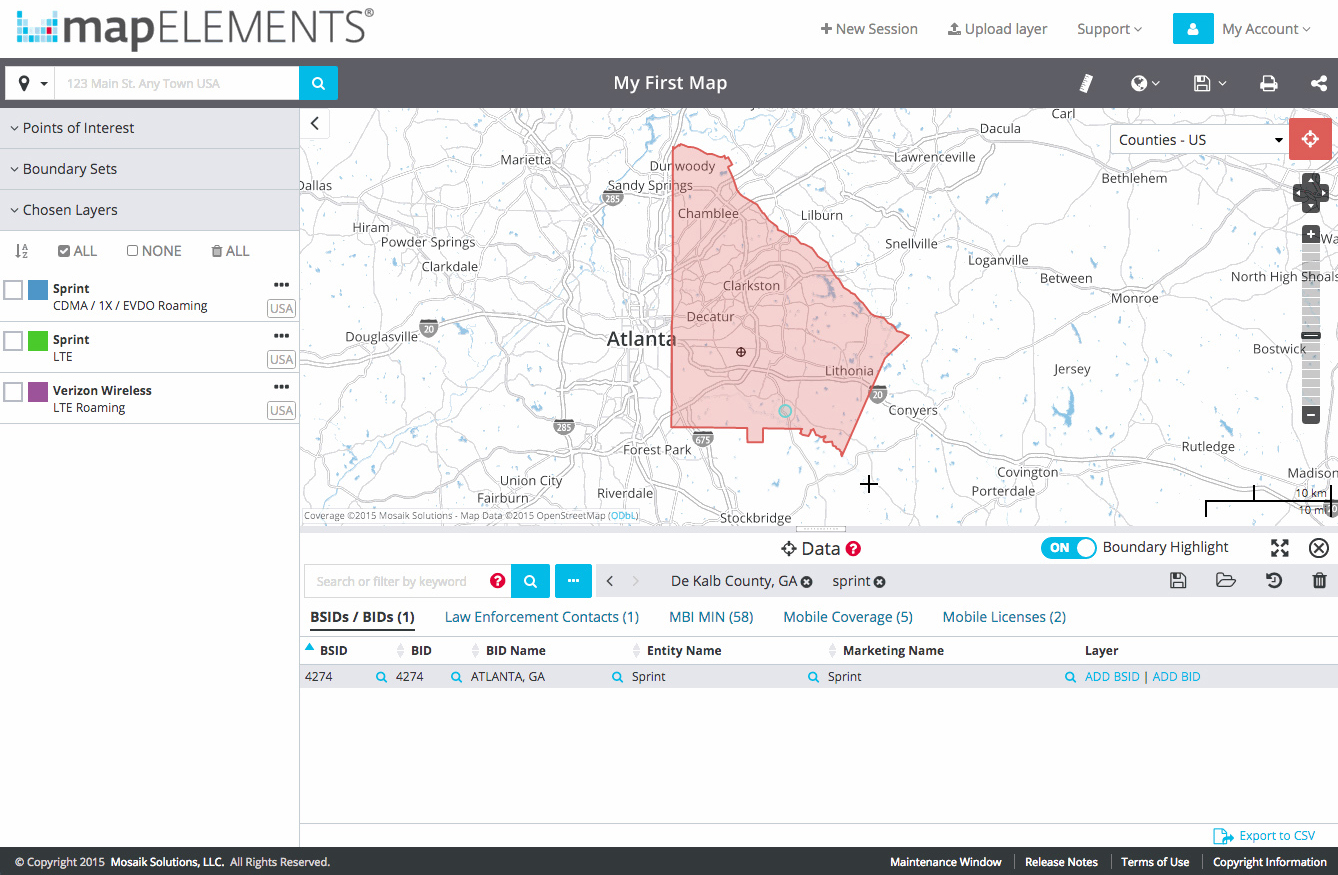 mapELEMENTS®
New Session
Upload layer
Support
My Account
123 Main St. Any Town USA
My First Map
Points of Interest
Boundary Sets
Chosen Layers
ALL
NONE
ALL
Sprint
CDMA / 1X / EVDO Roaming
USA
Sprint
LTE
USA
Verizon Wireless
LTE Roaming
USA
Counties - US
Carl
Dacula
Marietta
Dunwoody
Lawrenceville
Bethlehem
Dallas
Sandy Springs
285
Chamblee
Lilburn
Hiram
Powder Springs
Snellville
Wa
Clarkdale
Loganville
Between
North High Shoals
Clarkston
Monroe
Decatur
20
Douglasville
Atlanta
Bostwick
Lithonia
Jersey
20
Conyers
285
675
Forest Park
Rutledge
Union City
Covington
Madison
Fairburn
Riverdale
Porterdale
10 km
10 mi
Stockbridge
Coverage ©2015 Mosaik Solutions - Map Data ©2015 OpenStreetMap (ODbL)
Data ?
ON Boundary Highlight
Search or filter by keyword ?
De Kalb County, GA
sprint
BSIDs / BIDs (1)
Law Enforcement Contacts (1)
MBI MIN (58)
Mobile Coverage (5)
Mobile Licenses (2)
BSID BID BID Name Entity Name Marketing Name Layer
4274 4274 ATLANTA, GA Sprint Sprint ADD BSID | ADD BID
Export to CSV
© Copyright 2015 Mosaik Solutions, LLC. All Rights Reserved.
Maintenance Window
Release Notes
Terms of Use
Copyright Information